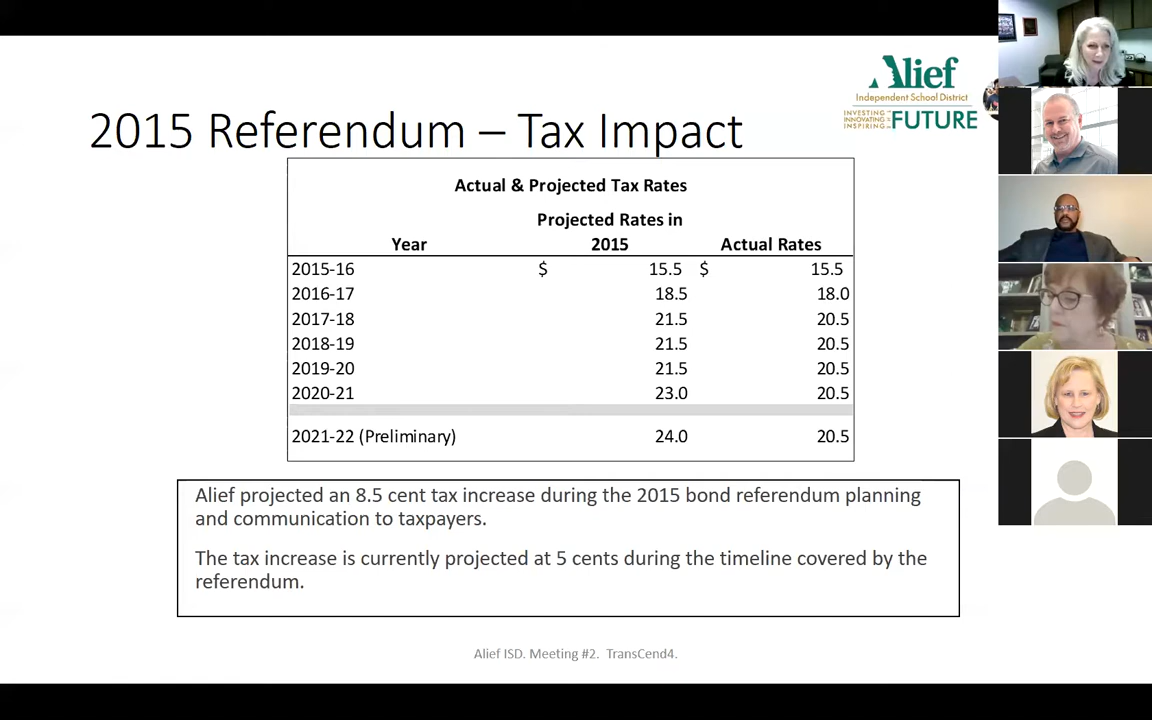 Alief
Independent School District
INVESTING
INNOVATING
INSPIRING
FUTURE
2015 Referendum – Tax Impact
Actual & Projected Tax Rates
Projected Rates in
Year 2015 Actual Rates
2015-16 $ 15.5 $ 15.5
2016-17 18.5 18.0
2017-18 21.5 20.5
2018-19 21.5 20.5
2019-20 21.5 20.5
2020-21 23.0 20.5
2021-22 (Preliminary) 24.0 20.5
Alief projected an 8.5 cent tax increase during the 2015 bond referendum planning
and communication to taxpayers.
The tax increase is currently projected at 5 cents during the timeline covered by the
referendum.
Alief ISD. Meeting #2. TransCend4.